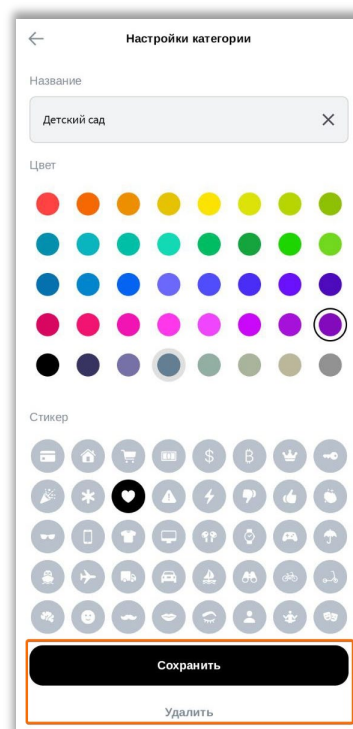 Настройки категории
Название
Детский сад
Цвет
Стикер
Сохранить
Удалить